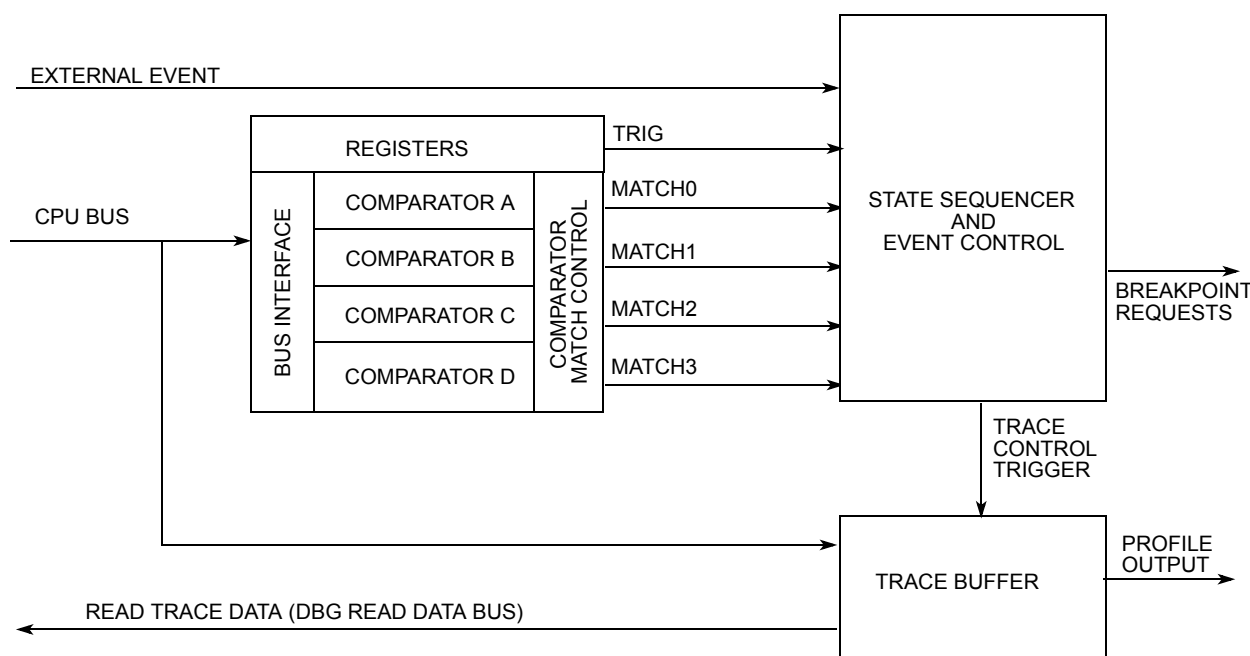 EXTERNAL EVENT
REGISTERS
TRIG
CPU BUS
BUS INTERFACE
COMPARATOR A
COMPARATOR B
COMPARATOR C
COMPARATOR D
COMPARATOR
MATCH CONTROL
MATCH0
MATCH1
MATCH2
MATCH3
STATE SEQUENCER
AND
EVENT CONTROL
BREAKPOINT
REQUESTS
TRACE
CONTROL
TRIGGER
TRACE BUFFER
PROFILE
OUTPUT
READ TRACE DATA (DBG READ DATA BUS)